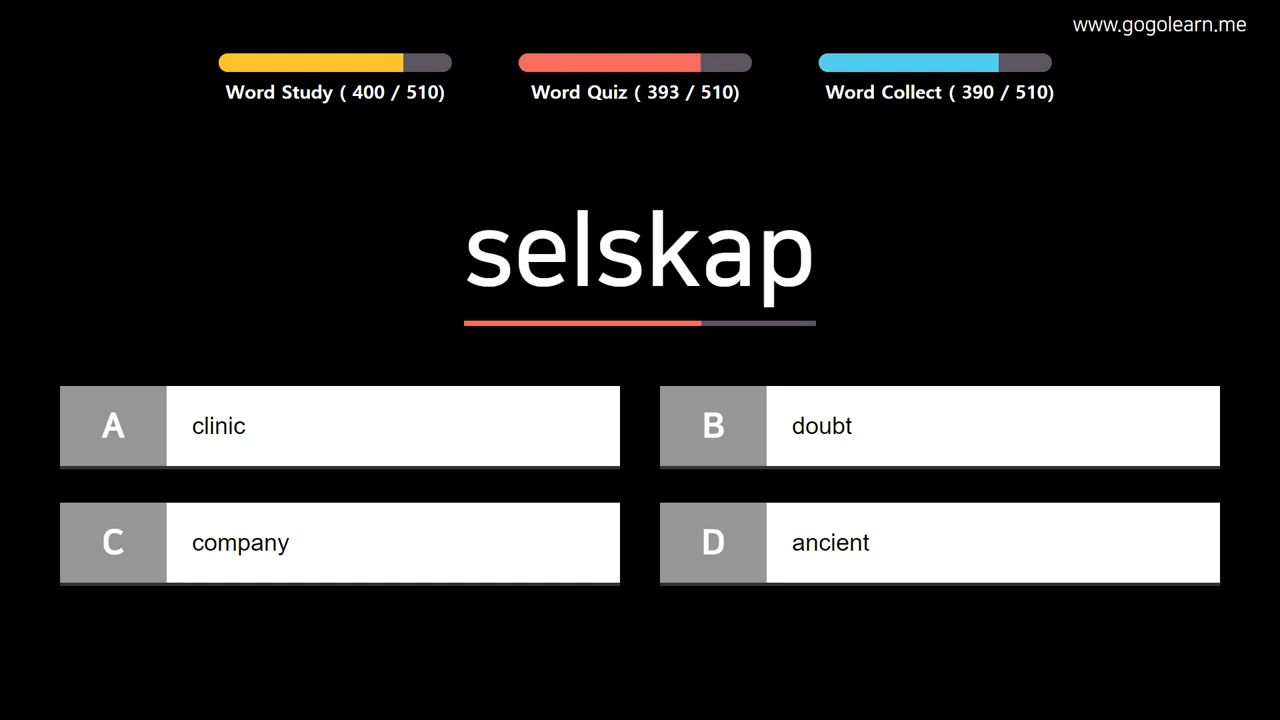 www.gogolearn.me
Word Study ( 400 / 510)
Word Quiz ( 393 / 510)
Word Collect ( 390 / 510)
selskap
A clinic
B doubt
C company
D ancient